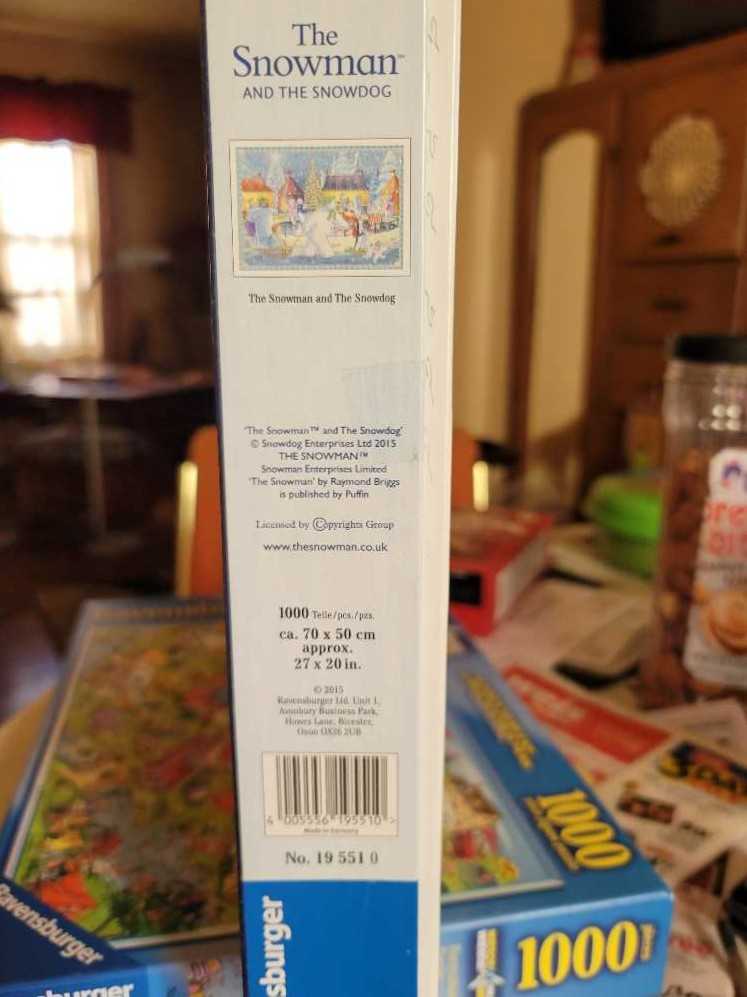 The
Snowman™
AND THE SNOWDOG
The Snowman and The Snowdog
'The Snowman™ and The Snowdog'
© Snowdog Enterprises Ltd 2015
THE SNOWMAN™
Snowman Enterprises Limited
'The Snowman' by Raymond Briggs
is published by Puffin
Licensed by ©opyrights Group
www.thesnowman.co.uk
1000 Teile/pcs./pzs.
ca. 70 x 50 cm
approx.
27 x 20 in.
© 2015
Ravensburger Ltd. Unit 1,
Avonbury Business Park,
Howes Lane, Bicester,
Oxon OX26 2UB
4 005556 195510 >
Made in Germany
No. 19 551 0
sburger
Ravensburger
burger
1000
1000